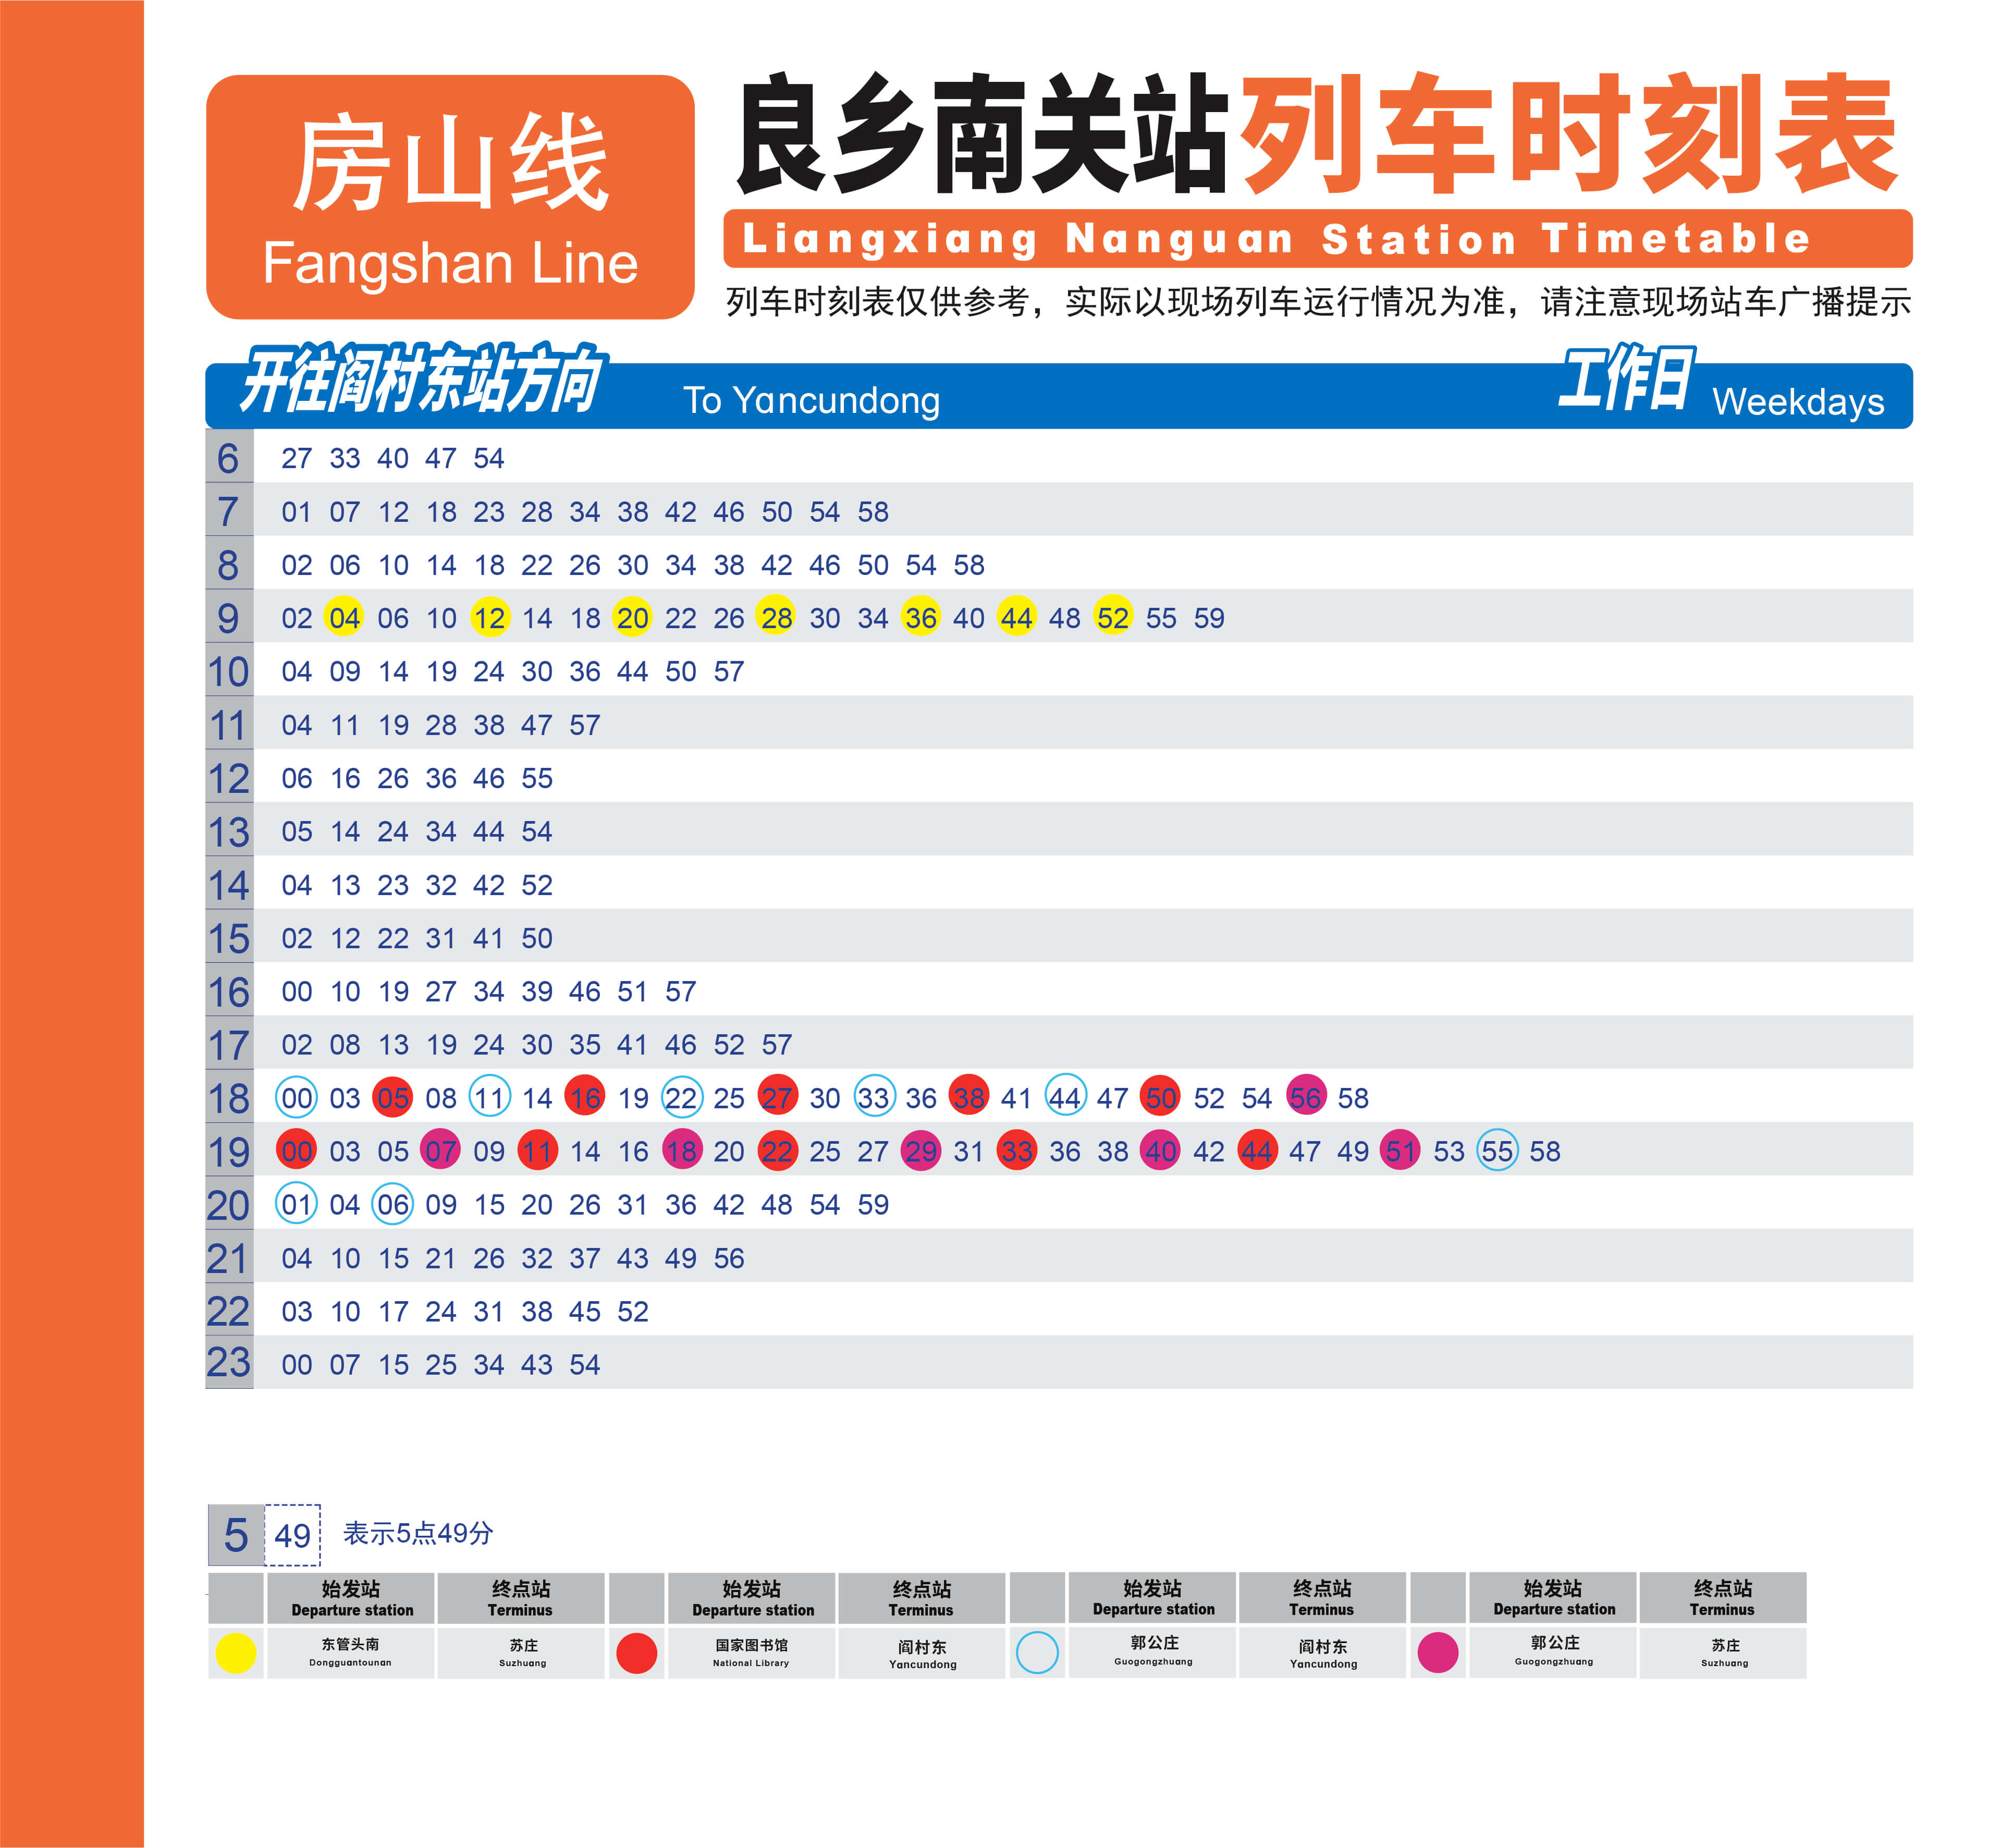 房山线
Fangshan Line
良乡南关站列车时刻表
Liangxiang Nanguan Station Timetable
列车时刻表仅供参考，实际以现场列车运行情况为准，请注意现场站车广播提示
开往阎村东站方向 To Yancundong 工作日 Weekdays
6 27 33 40 47 54
7 01 07 12 18 23 28 34 38 42 46 50 54 58
8 02 06 10 14 18 22 26 30 34 38 42 46 50 54 58
9 02 04 06 10 12 14 18 20 22 26 28 30 34 36 40 44 48 52 55 59
10 04 09 14 19 24 30 36 44 50 57
11 04 11 19 28 38 47 57
12 06 16 26 36 46 55
13 05 14 24 34 44 54
14 04 13 23 32 42 52
15 02 12 22 31 41 50
16 00 10 19 27 34 39 46 51 57
17 02 08 13 19 24 30 35 41 46 52 57
18 00 03 05 08 11 14 16 19 22 25 27 30 33 36 38 41 44 47 50 52 54 56 58
19 00 03 05 07 09 11 14 16 18 20 22 25 27 29 31 33 36 38 40 42 44 47 49 51 53 55 58
20 01 04 06 09 15 20 26 31 36 42 48 54 59
21 04 10 15 21 26 32 37 43 49 56
22 03 10 17 24 31 38 45 52
23 00 07 15 25 34 43 54
5 49 表示5点49分
始发站 终点站 始发站 终点站 始发站 终点站 始发站 终点站
Departure station Terminus Departure station Terminus Departure station Terminus Departure station Terminus
东管头南 苏庄 国家图书馆 阎村东 郭公庄 阎村东 郭公庄 苏庄
Dongguantounan Suzhuang National Library Yancundong Guogongzhuang Yancundong Guogongzhuang Suzhuang